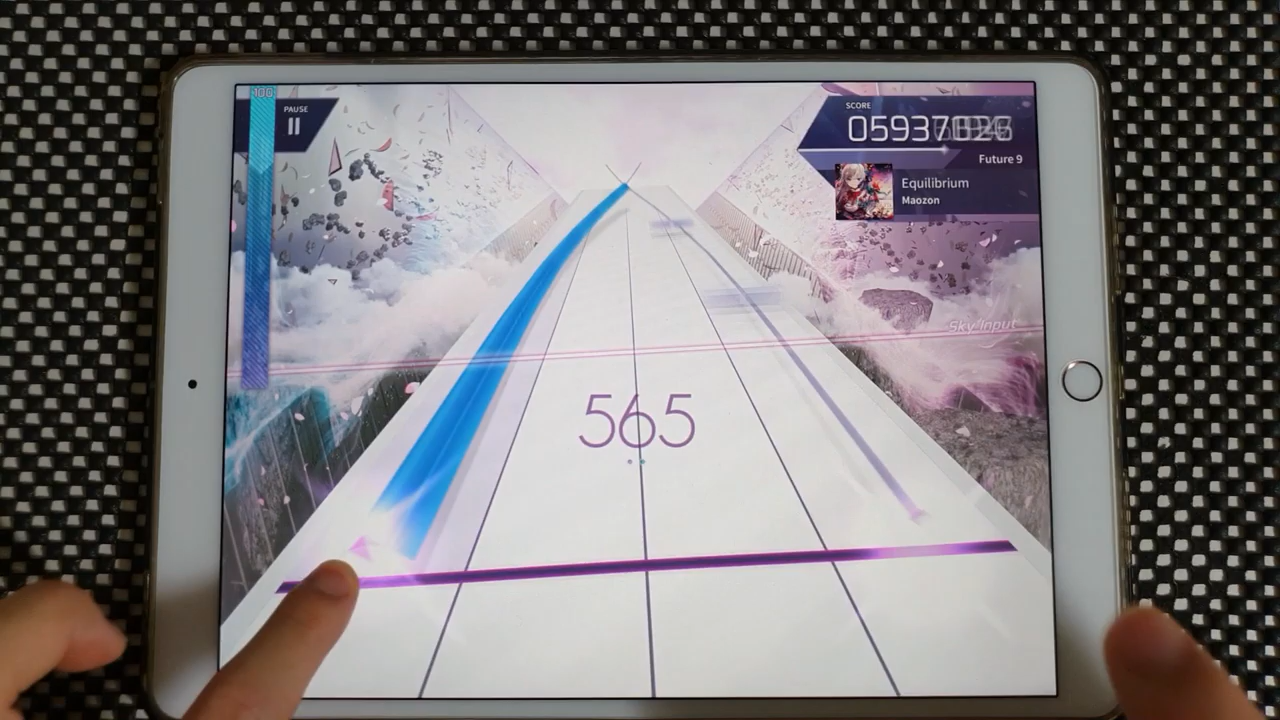 100
PAUSE
SCORE
Future 9
Equilibrium
Maozon
Sky Input
565